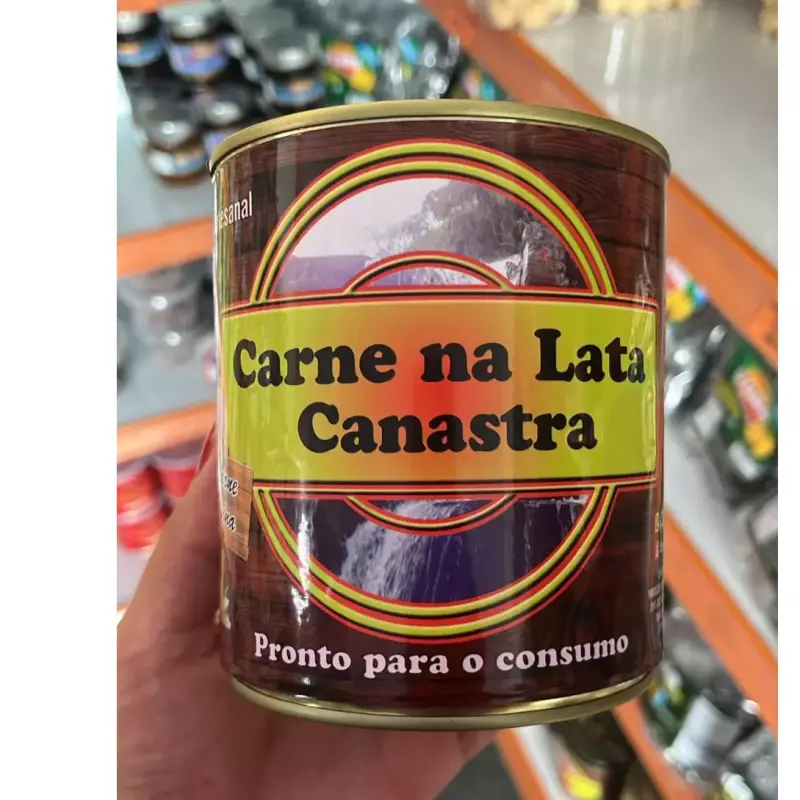 Carne na Lata
Canastra
Pronto para o consumo